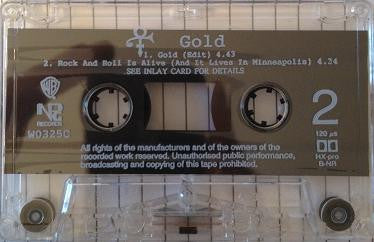 Gold
1. Gold (Edit) 4.43
2. Rock And Roll Is Alive (And It Lives In Minneapolis) 4.34
SEE INLAY CARD FOR DETAILS
WB
NPG
RECORDS
W0325C
2
120 µs
HX-pro
B-NR
All rights of the manufacturers and of the owners of the
recorded work reserved. Unauthorised public performance,
broadcasting and copying of this tape prohibited.